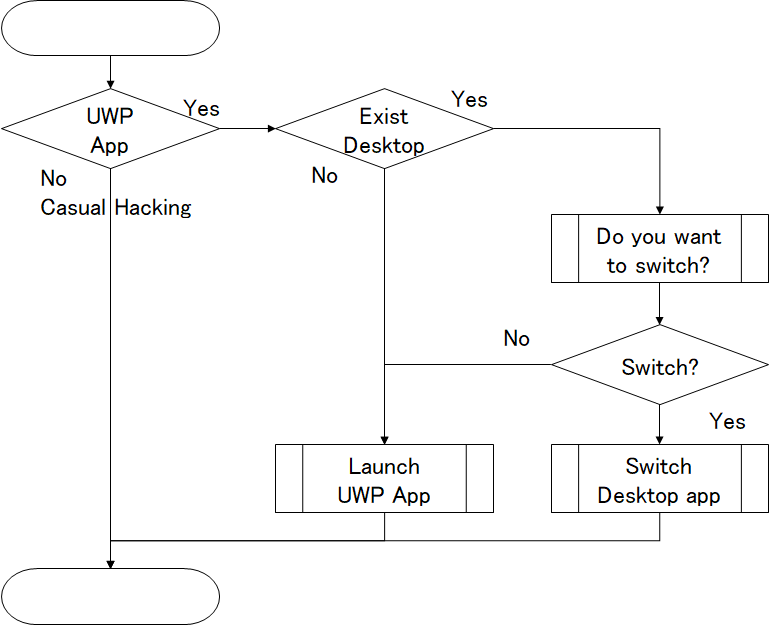 UWP
App
Yes
Exist
Desktop
Yes
No
Casual Hacking
No
Do you want
to switch?
No
Switch?
Yes
Launch
UWP App
Switch
Desktop app